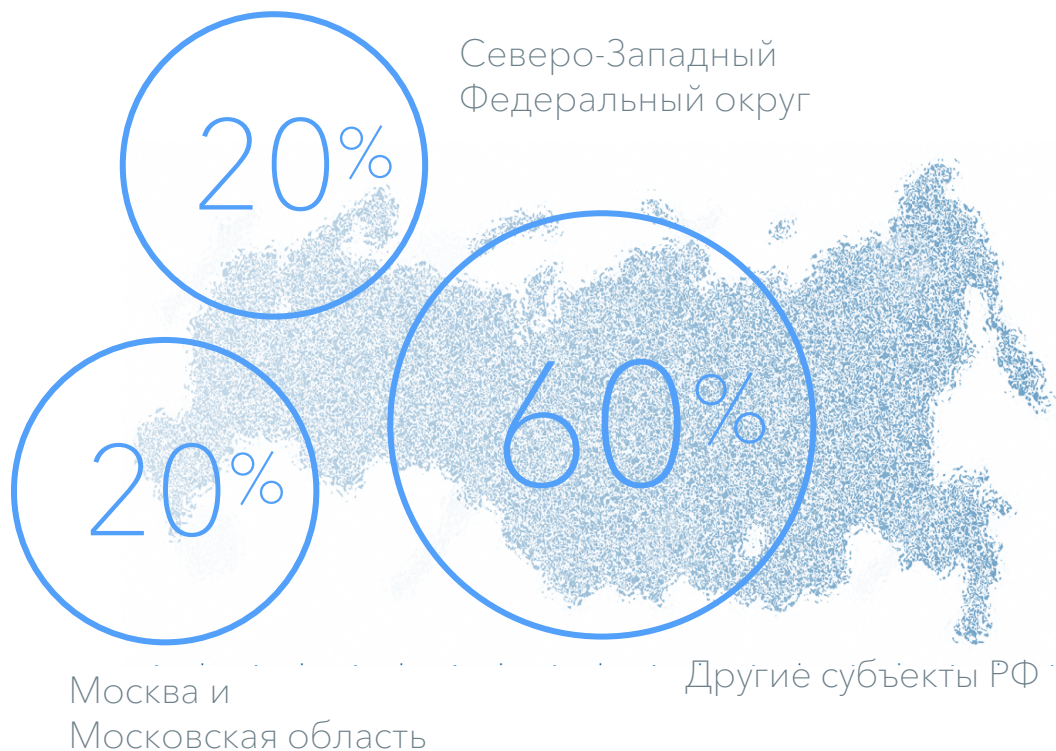 Северо-Западный
Федеральный округ
20%
60%
20%
Другие субъекты РФ
Москва и
Московская область